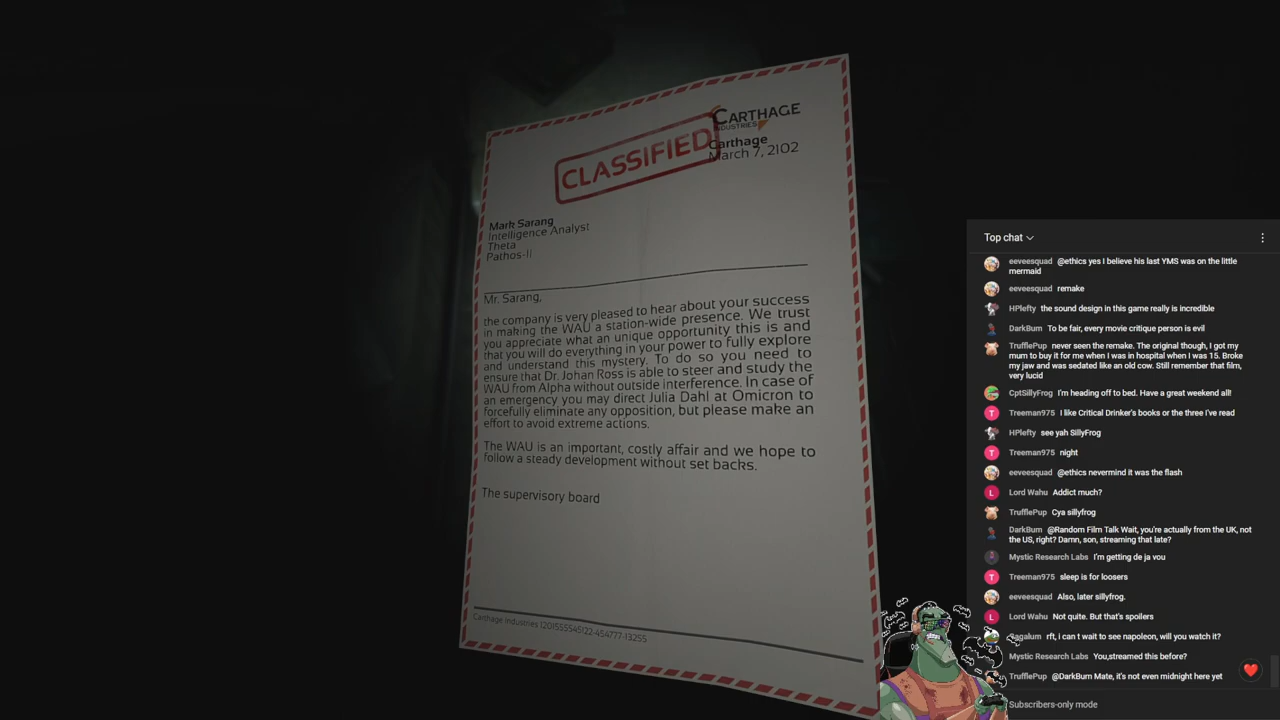 CARTHAGE
INDUSTRIES
CLASSIFIED
Carthage
March 7, 2102
Mark Sarang
Intelligence Analyst
Theta
Pathos-II
Mr. Sarang,
the company is very pleased to hear about your success
in making the WAU a station-wide presence. We trust
you appreciate what an unique opportunity this is and
that you will do everything in your power to fully explore
and understand this mystery. To do so you need to
ensure that Dr. Johan Ross is able to steer and study the
WAU from Alpha without outside interference. In case of
an emergency you may direct Julia Dahl at Omicron to
forcefully eliminate any opposition, but please make an
effort to avoid extreme actions.
The WAU is an important, costly affair and we hope to
follow a steady development without set backs.
The supervisory board
Carthage Industries 1201555545122-454777-13255
Top chat
eeveesquad @ethics yes I believe his last YMS was on the little
mermaid
eeveesquad remake
HPlefty the sound design in this game really is incredible
DarkBum To be fair, every movie critique person is evil
TrufflePup never seen the remake. The original though, I got my
mum to buy it for me when I was in hospital when I was 15. Broke
my jaw and was sedated like an old cow. Still remember that film,
very lucid
CptSillyFrog I'm heading off to bed. Have a great weekend all!
T Treeman975 I like Critical Drinker's books or the three I've read
HPlefty see yah SillyFrog
T Treeman975 night
eeveesquad @ethics nevermind it was the flash
L Lord Wahu Addict much?
TrufflePup Cya sillyfrog
DarkBum @Random Film Talk Wait, you're actually from the UK, not
the US, right? Damn, son, streaming that late?
Mystic Research Labs I'm getting de ja vou
T Treeman975 sleep is for loosers
eeveesquad Also, later sillyfrog.
L Lord Wahu Not quite. But that's spoilers
rft, i can t wait to see napoleon, will you watch it?
Mystic Research Labs You,streamed this before?
TrufflePup @DarkBum Mate, it's not even midnight here yet
Subscribers-only mode